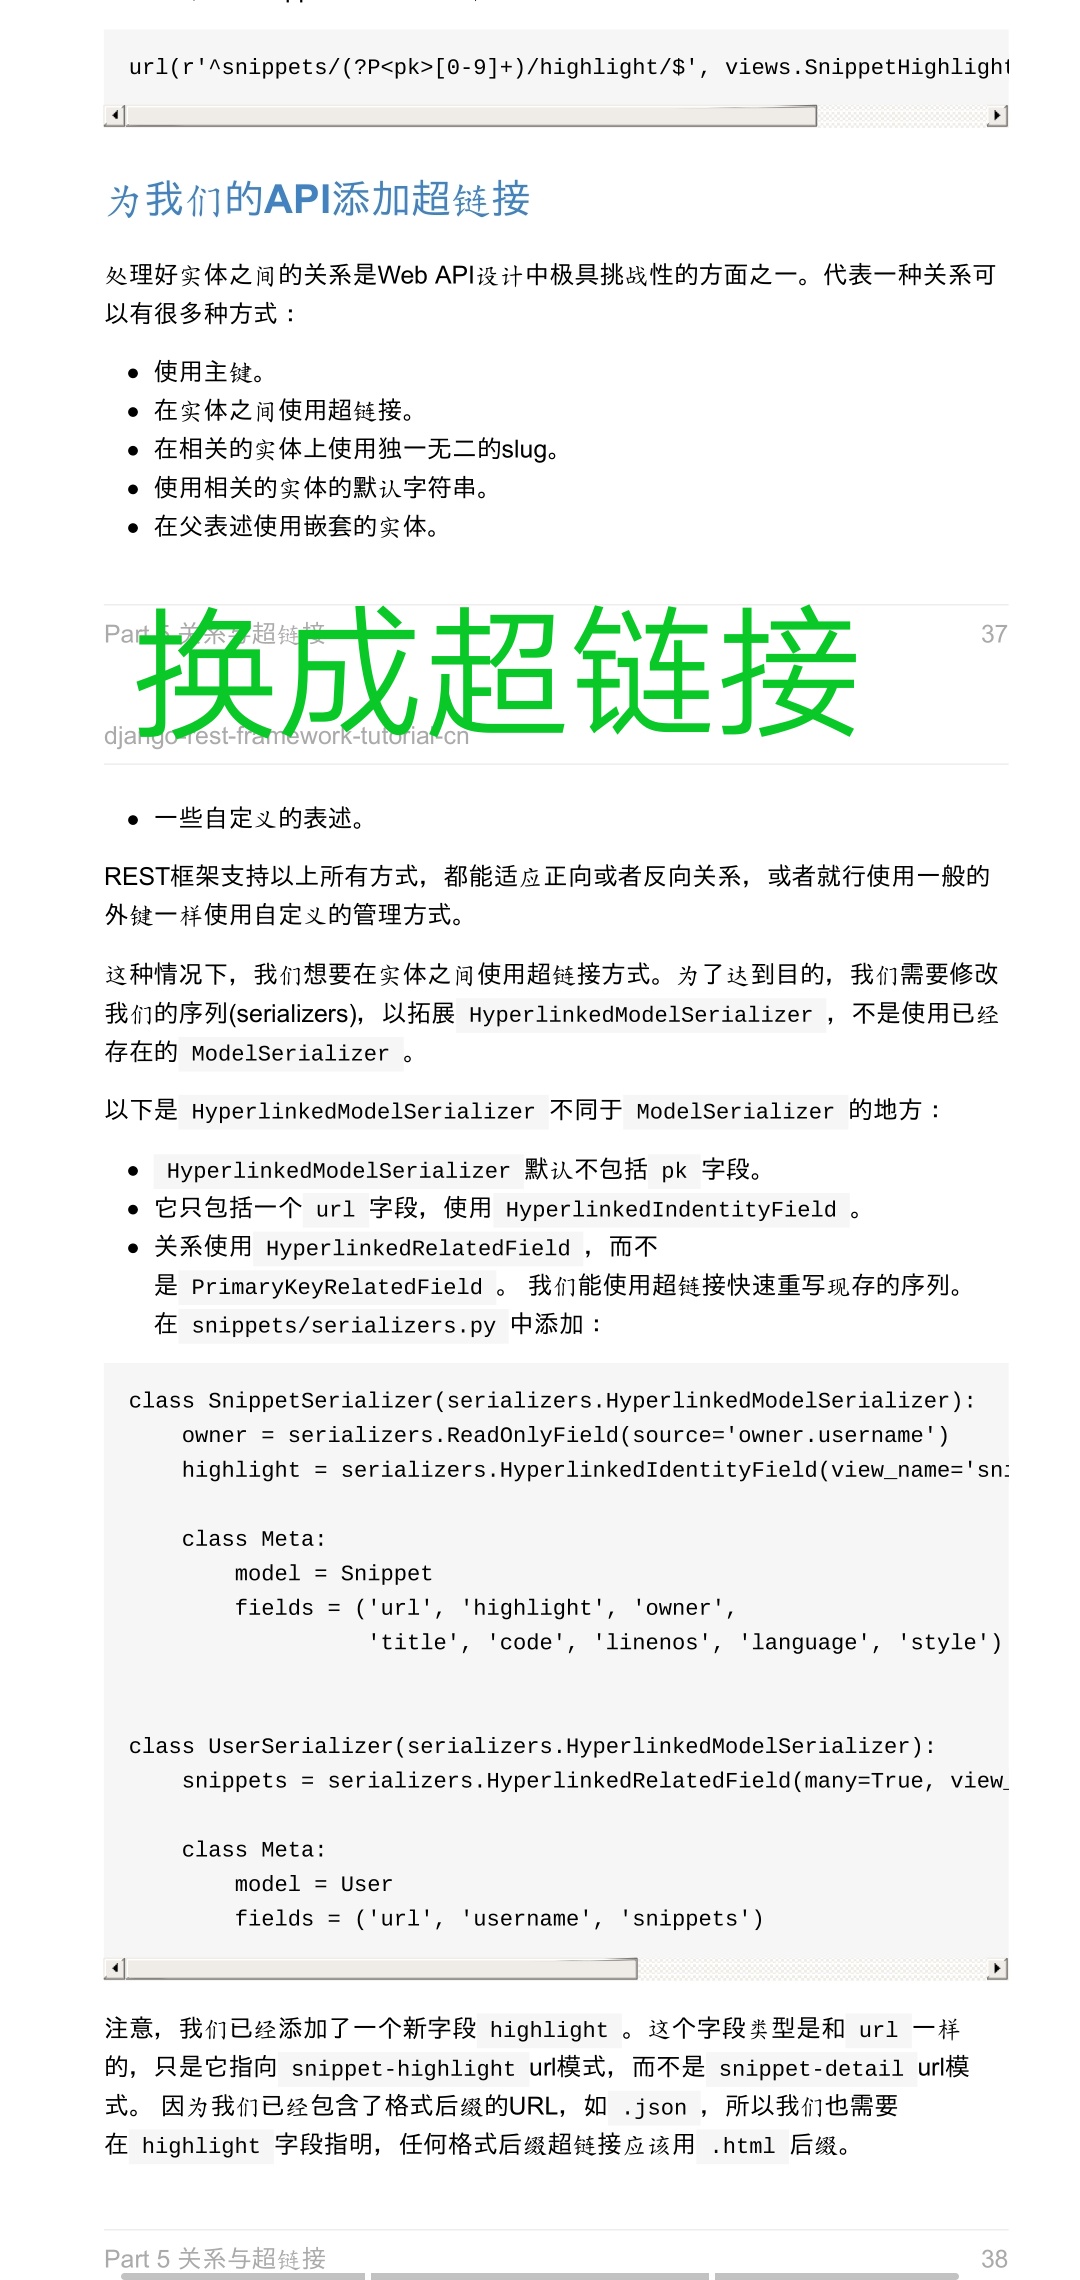 url(r'^snippets/(?P<pk>[0-9]+)/highlight/$', views.SnippetHighlight
为我们的API添加超链接
处理好实体之间的关系是Web API设计中极具挑战性的方面之一。代表一种关系可
以有很多种方式：
● 使用主键。
● 在实体之间使用超链接。
● 在相关的实体上使用独一无二的slug。
● 使用相关的实体的默认字符串。
● 在父表述使用嵌套的实体。
Part 5 关系与超链接 37
换成超链接
django-rest-framework-tutorial-cn
● 一些自定义的表述。
REST框架支持以上所有方式，都能适应正向或者反向关系，或者就行使用一般的
外键一样使用自定义的管理方式。
这种情况下，我们想要在实体之间使用超链接方式。为了达到目的，我们需要修改
我们的序列(serializers)，以拓展 HyperlinkedModelSerializer ，不是使用已经
存在的 ModelSerializer 。
以下是 HyperlinkedModelSerializer 不同于 ModelSerializer 的地方：
● HyperlinkedModelSerializer 默认不包括 pk 字段。
● 它只包括一个 url 字段，使用 HyperlinkedIndentityField 。
● 关系使用 HyperlinkedRelatedField ，而不
是 PrimaryKeyRelatedField 。 我们能使用超链接快速重写现存的序列。
在 snippets/serializers.py 中添加：
class SnippetSerializer(serializers.HyperlinkedModelSerializer):
owner = serializers.ReadOnlyField(source='owner.username')
highlight = serializers.HyperlinkedIdentityField(view_name='sni
class Meta:
model = Snippet
fields = ('url', 'highlight', 'owner',
'title', 'code', 'linenos', 'language', 'style')
class UserSerializer(serializers.HyperlinkedModelSerializer):
snippets = serializers.HyperlinkedRelatedField(many=True, view_
class Meta:
model = User
fields = ('url', 'username', 'snippets')
注意，我们已经添加了一个新字段 highlight 。这个字段类型是和 url 一样
的，只是它指向 snippet-highlight url模式，而不是 snippet-detail url模
式。 因为我们已经包含了格式后缀的URL，如 .json ，所以我们也需要
在 highlight 字段指明，任何格式后缀超链接应该用 .html 后缀。
Part 5 关系与超链接 38